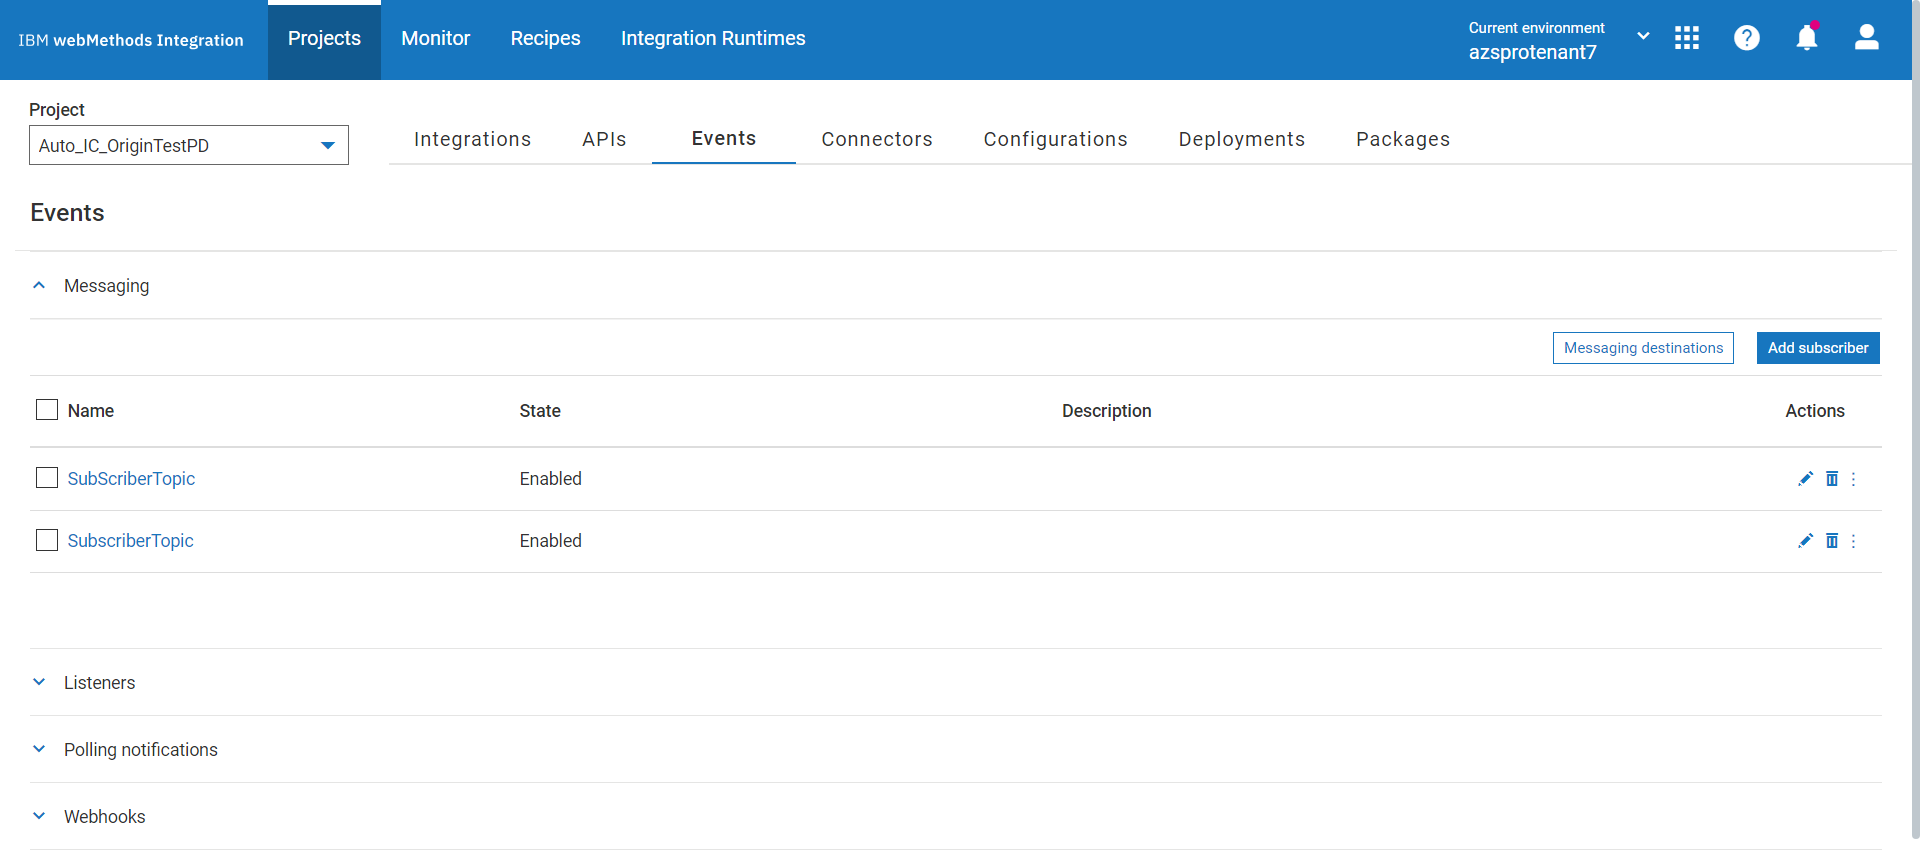 IBM webMethods Integration
Projects
Monitor
Recipes
Integration Runtimes
Current environment
azsprotenant7
Project
Auto_IC_OriginTestPD
Integrations
APIs
Events
Connectors
Configurations
Deployments
Packages
Events
Messaging
Messaging destinations
Add subscriber
Name
State
Description
Actions
SubScriberTopic
Enabled
SubscriberTopic
Enabled
Listeners
Polling notifications
Webhooks